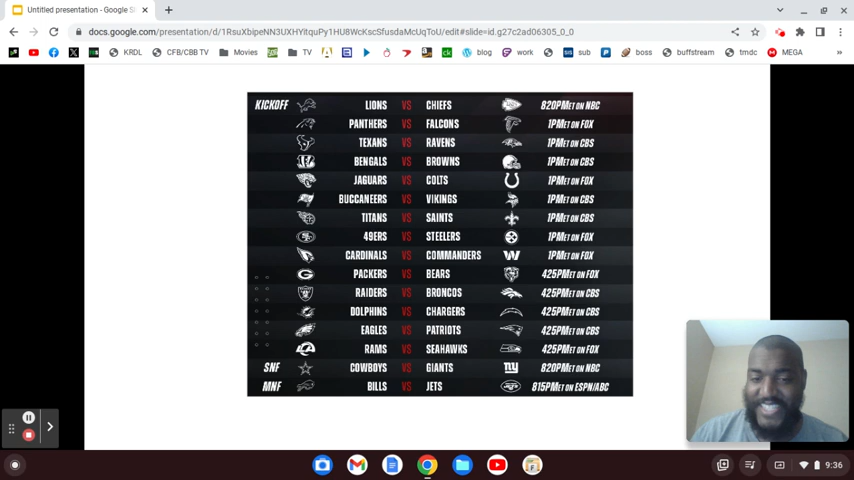 Untitled presentation - Google S
docs.google.com/presentation/d/1RsuXbipeNN3UXHYitquPy1HU8WcKscSfusdaMcUqToU/edit#slide=id.g27c2ad06305_0_0
KRDL CFB/CBB TV Movies TV blog work sub boss buffstream tmdc MEGA »
KICKOFF LIONS VS CHIEFS 820PM ET ON NBC
PANTHERS VS FALCONS 1PM ET ON FOX
TEXANS VS RAVENS 1PM ET ON CBS
BENGALS VS BROWNS 1PM ET ON CBS
JAGUARS VS COLTS 1PM ET ON FOX
BUCCANEERS VS VIKINGS 1PM ET ON CBS
TITANS VS SAINTS 1PM ET ON CBS
49ERS VS STEELERS 1PM ET ON FOX
CARDINALS VS COMMANDERS 1PM ET ON FOX
PACKERS VS BEARS 425PM ET ON FOX
RAIDERS VS BRONCOS 425PM ET ON CBS
DOLPHINS VS CHARGERS 425PM ET ON CBS
EAGLES VS PATRIOTS 425PM ET ON CBS
RAMS VS SEAHAWKS 425PM ET ON FOX
SNF COWBOYS VS GIANTS ny 820PM ET ON NBC
MNF BILLS VS JETS 815PM ET ON ESPN/ABC
9:36